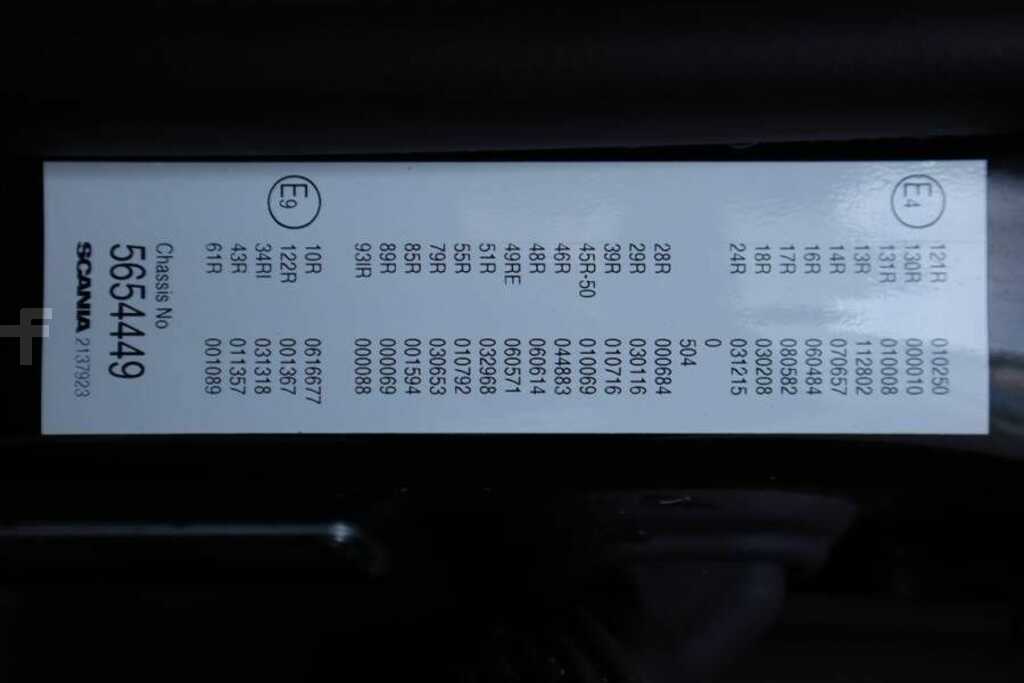 E4
121R 010250
130R 000010
131R 010008
13R 112802
14R 070657
16R 060484
17R 080582
18R 030208
24R 031215
0
504
28R 000684
29R 030116
39R 010716
45R-50 010069
46R 044883
48R 060614
49RE 060571
51R 032968
55R 010792
79R 030653
85R 001594
89R 000069
93IR 000088
E9
10R 0616677
122R 001367
34RI 031318
43R 011357
61R 001089
Chassis No
5654449
SCANIA 2137923